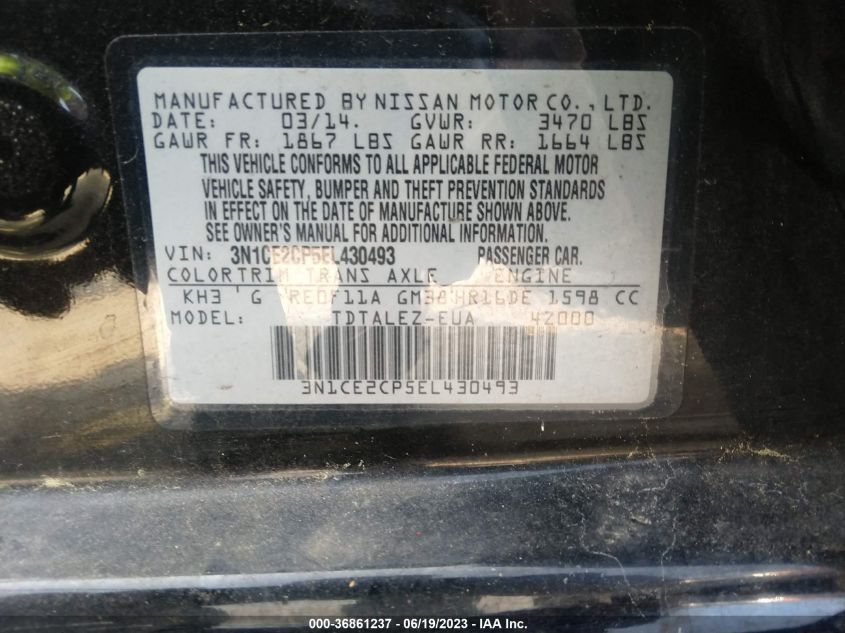 MANUFACTURED BY NISSAN MOTOR CO., LTD.
DATE: 03/14. GVWR: 3470 LBS
GAWR FR: 1867 LBS GAWR RR: 1664 LBS
THIS VEHICLE CONFORMS TO ALL APPLICABLE FEDERAL MOTOR
VEHICLE SAFETY, BUMPER AND THEFT PREVENTION STANDARDS
IN EFFECT ON THE DATE OF MANUFACTURE SHOWN ABOVE.
SEE OWNER'S MANUAL FOR ADDITIONAL INFORMATION.
VIN: 3N1CE2CP5EL430493 PASSENGER CAR.
COLOR TRIM TRANS AXLE ENGINE
KH3 G RE0F11A GM38 HR16DE 1598 CC
MODEL: TDTALEZ-EUA 42000
3N1CE2CP5EL430493
000-36861237 - 06/19/2023 - IAA Inc.